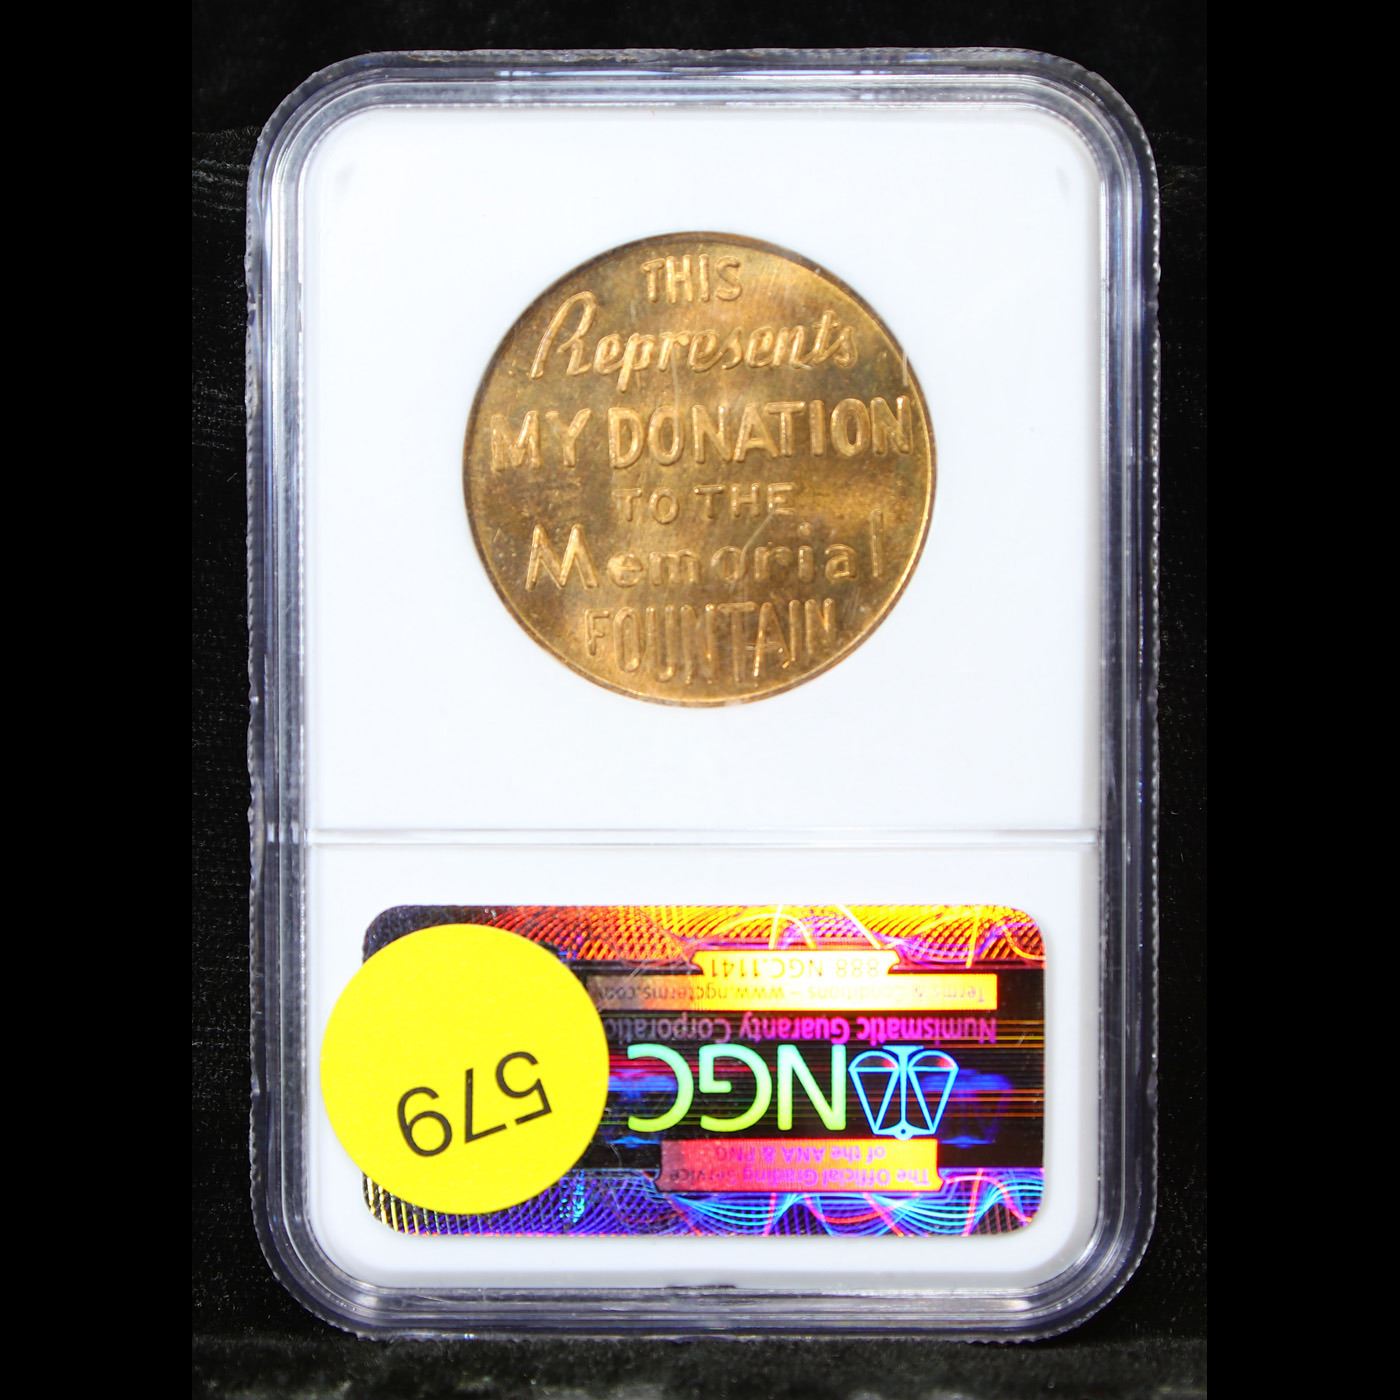 THIS
Represents
MY DONATION
TO THE
Memorial
FOUNTAIN
579
The Official Grading Service
of the ANA & PNG
NGC
Numismatic Guaranty Corporation
Terms & Conditions - www.ngcterms.com
888 NGC.1141